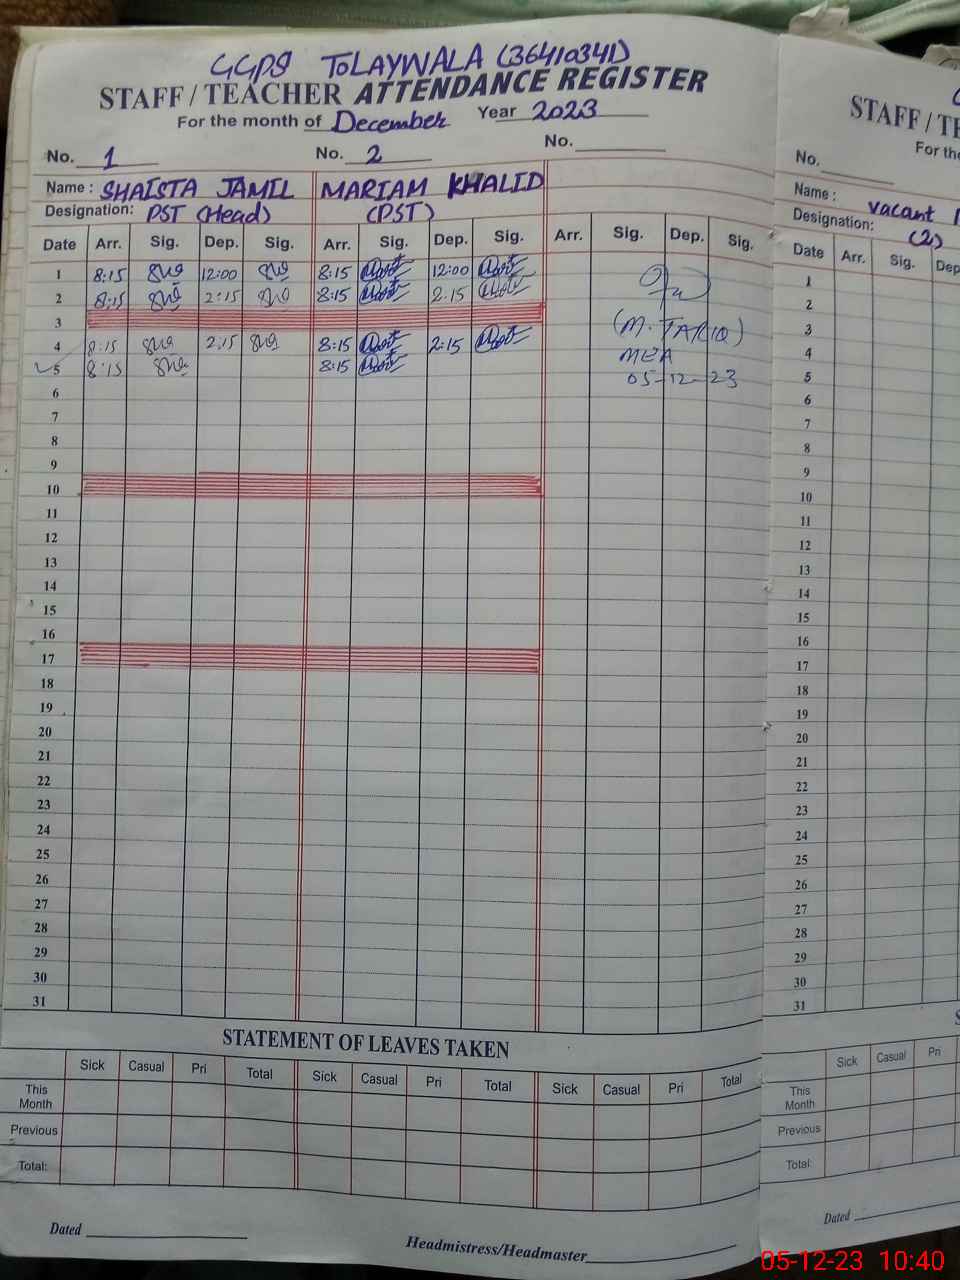 GGPS TOLAYWALA (36410341)
STAFF / TEACHER ATTENDANCE REGISTER
For the month of December Year 2023
No. 1 No. 2 No.
Name : SHAISTA JAMIL MARIAM KHALID
Designation: PST (Head) (PST)
Date Arr. Sig. Dep. Sig. Arr. Sig. Dep. Sig. Arr. Sig. Dep. Sig.
1 8:15 12:00 8:15 12:00
2 8:15 2:15 8:15 2:15
3 (M. TARIQ)
4 8:15 2:15 8:15 2:15 MEA
5 8:15 8:15 05-12-23
6
7
8
9
10
11
12
13
14
15
16
17
18
19
20
21
22
23
24
25
26
27
28
29
30
31
STATEMENT OF LEAVES TAKEN
Sick Casual Pri Total Sick Casual Pri Total Sick Casual Pri Total
This Month
Previous
Total:
Dated
Headmistress/Headmaster
STAFF / TE
For the
No.
Name :
Designation: vacant
(2)
Date Arr. Sig. Dep
1
2
3
4
5
6
7
8
9
10
11
12
13
14
15
16
17
18
19
20
21
22
23
24
25
26
27
28
29
30
31
S
Sick Casual Pri
This Month
Previous
Total:
Dated
05-12-23 10:40